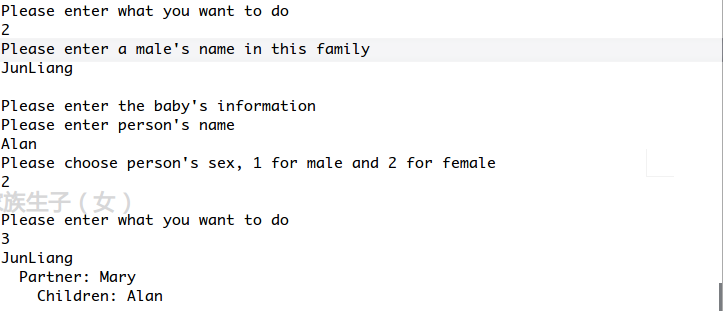 Please enter what you want to do
2
Please enter a male's name in this family
JunLiang
Please enter the baby's information
Please enter person's name
Alan
Please choose person's sex, 1 for male and 2 for female
2
家族生子（女）
Please enter what you want to do
3
JunLiang
Partner: Mary
Children: Alan